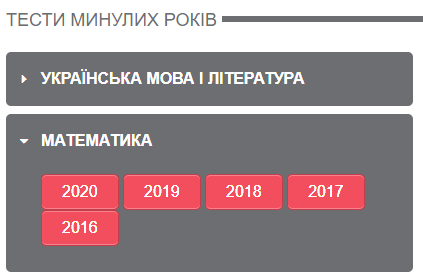 ТЕСТИ МИНУЛИХ РОКІВ
УКРАЇНСЬКА МОВА І ЛІТЕРАТУРА
МАТЕМАТИКА
2020 2019 2018 2017
2016